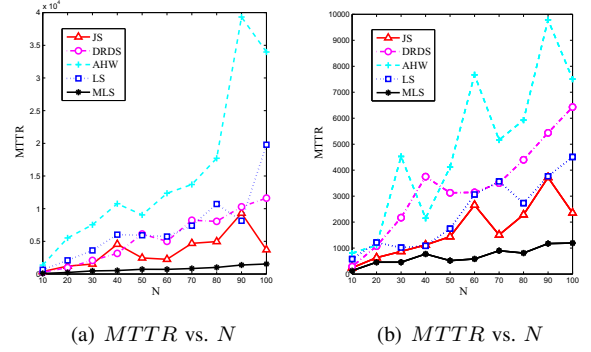 x 10^4
4
3.5
3
2.5
2
1.5
1
0.5
0
MTTR
JS
DRDS
AHW
LS
MLS
10 20 30 40 50 60 70 80 90 100
N
(a) MTTR vs. N
10000
9000
8000
7000
6000
5000
4000
3000
2000
1000
0
MTTR
JS
DRDS
AHW
LS
MLS
10 20 30 40 50 60 70 80 90 100
N
(b) MTTR vs. N